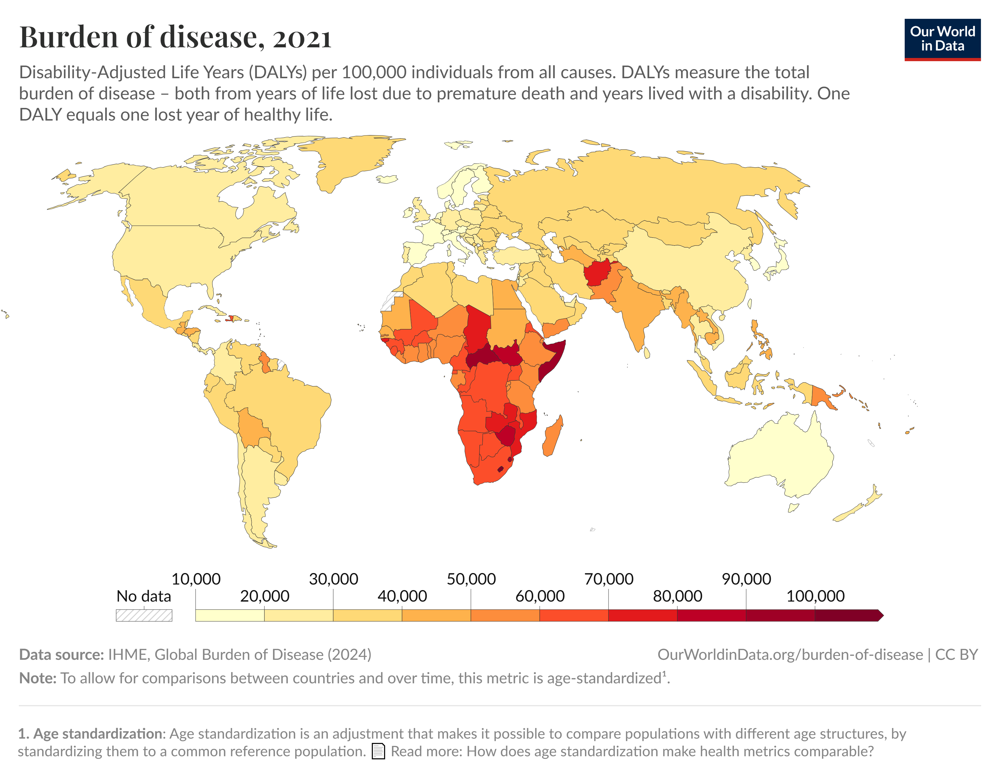 Burden of disease, 2021
Our World
in Data
Disability-Adjusted Life Years (DALYs) per 100,000 individuals from all causes. DALYs measure the total
burden of disease – both from years of life lost due to premature death and years lived with a disability. One
DALY equals one lost year of healthy life.
10,000 30,000 50,000 70,000 90,000
No data 20,000 40,000 60,000 80,000 100,000
Data source: IHME, Global Burden of Disease (2024) OurWorldinData.org/burden-of-disease | CC BY
Note: To allow for comparisons between countries and over time, this metric is age-standardized¹.
1. Age standardization: Age standardization is an adjustment that makes it possible to compare populations with different age structures, by
standardizing them to a common reference population. Read more: How does age standardization make health metrics comparable?